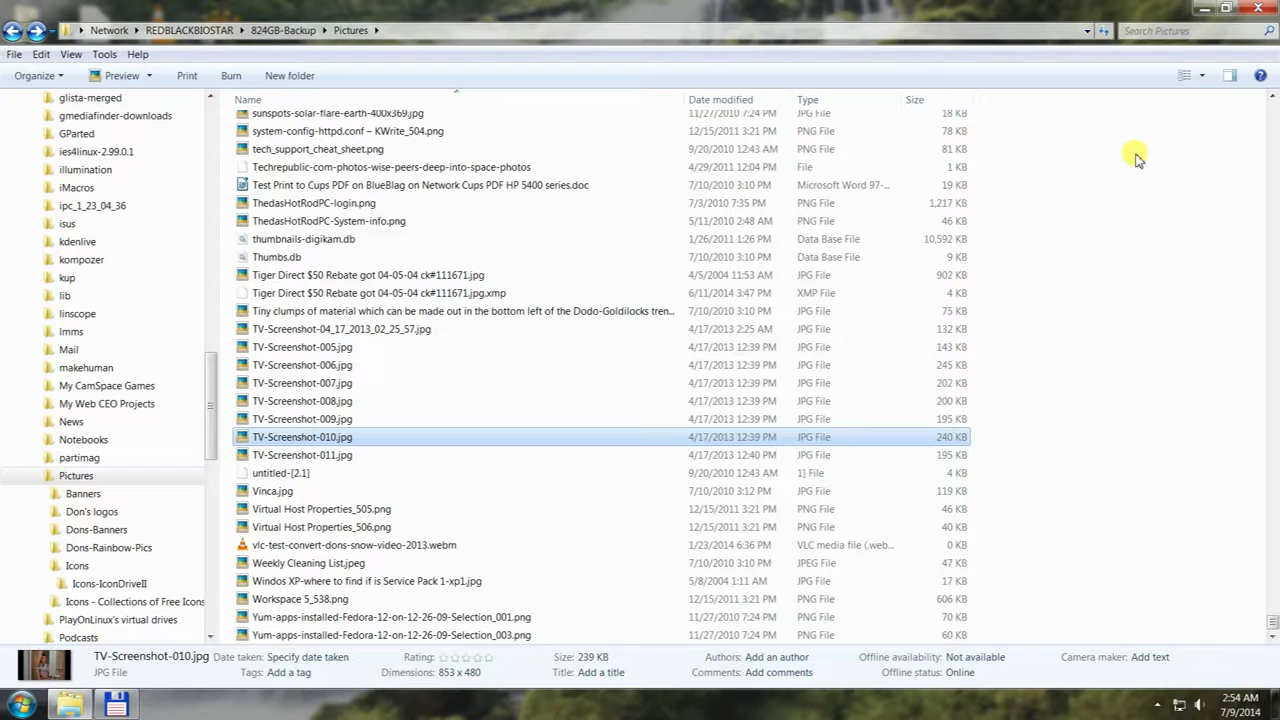 Network REDBLACKBIOSTAR 824GB-Backup Pictures Search Pictures
File Edit View Tools Help
Organize Preview Print Burn New folder
glista-merged
gmediafinder-downloads
GParted
ies4linux-2.99.0.1
illumination
iMacros
ipc_1_23_04_36
isus
kdenlive
kompozer
kup
lib
linscope
lmms
Mail
makehuman
My CamSpace Games
My Web CEO Projects
News
Notebooks
partimag
Pictures
Banners
Don's logos
Dons-Banners
Dons-Rainbow-Pics
Icons
Icons-IconDriveII
Icons - Collections of Free Icons
PlayOnLinux's virtual drives
Podcasts
Name Date modified Type Size
sunspots-solar-flare-earth-400x369.jpg 11/27/2010 7:24 PM JPG File 18 KB
system-config-httpd.conf – KWrite_504.png 12/15/2011 3:21 PM PNG File 78 KB
tech_support_cheat_sheet.png 9/20/2010 12:43 AM PNG File 81 KB
Techrepublic-com-photos-wise-peers-deep-into-space-photos 4/29/2011 12:04 PM File 1 KB
Test Print to Cups PDF on BlueBlag on Network Cups PDF HP 5400 series.doc 7/10/2010 3:10 PM Microsoft Word 97-... 19 KB
ThedasHotRodPC-login.png 7/3/2010 7:35 PM PNG File 1,217 KB
ThedasHotRodPC-System-info.png 5/11/2010 2:48 AM PNG File 46 KB
thumbnails-digikam.db 1/26/2011 1:26 PM Data Base File 10,592 KB
Thumbs.db 7/10/2010 3:10 PM Data Base File 9 KB
Tiger Direct $50 Rebate got 04-05-04 ck#111671.jpg 4/5/2004 11:53 AM JPG File 902 KB
Tiger Direct $50 Rebate got 04-05-04 ck#111671.jpg.xmp 6/11/2014 3:47 PM XMP File 4 KB
Tiny clumps of material which can be made out in the bottom left of the Dodo-Goldilocks tren... 7/10/2010 3:10 PM JPG File 75 KB
TV-Screenshot-04_17_2013_02_25_57.jpg 4/17/2013 2:25 AM JPG File 132 KB
TV-Screenshot-005.jpg 4/17/2013 12:39 PM JPG File 143 KB
TV-Screenshot-006.jpg 4/17/2013 12:39 PM JPG File 245 KB
TV-Screenshot-007.jpg 4/17/2013 12:39 PM JPG File 202 KB
TV-Screenshot-008.jpg 4/17/2013 12:39 PM JPG File 200 KB
TV-Screenshot-009.jpg 4/17/2013 12:39 PM JPG File 195 KB
TV-Screenshot-010.jpg 4/17/2013 12:39 PM JPG File 240 KB
TV-Screenshot-011.jpg 4/17/2013 12:40 PM JPG File 195 KB
untitled-[2.1] 9/20/2010 12:43 AM 1] File 4 KB
Vinca.jpg 7/10/2010 3:12 PM JPG File 119 KB
Virtual Host Properties_505.png 12/15/2011 3:21 PM PNG File 46 KB
Virtual Host Properties_506.png 12/15/2011 3:21 PM PNG File 40 KB
vlc-test-convert-dons-snow-video-2013.webm 1/23/2014 6:36 PM VLC media file (.web... 0 KB
Weekly Cleaning List.jpeg 7/10/2010 3:10 PM JPEG File 47 KB
Windos XP-where to find if is Service Pack 1-xp1.jpg 5/8/2004 1:11 AM JPG File 17 KB
Workspace 5_538.png 12/15/2011 3:21 PM PNG File 606 KB
Yum-apps-installed-Fedora-12-on-12-26-09-Selection_001.png 11/27/2010 7:24 PM PNG File 70 KB
Yum-apps-installed-Fedora-12-on-12-26-09-Selection_003.png 11/27/2010 7:24 PM PNG File 60 KB
TV-Screenshot-010.jpg Date taken: Specify date taken Rating: Size: 239 KB Authors: Add an author Offline availability: Not available Camera maker: Add text
JPG File Tags: Add a tag Dimensions: 853 x 480 Title: Add a title Comments: Add comments Offline status: Online
2:54 AM
7/9/2014